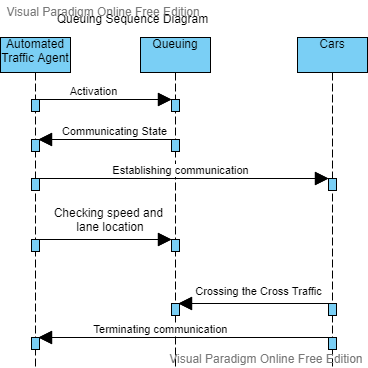 Visual Paradigm Online Free Edition
Queuing Sequence Diagram
Automated
Traffic Agent
Queuing
Cars
Activation
Communicating State
Establishing communication
Checking speed and
lane location
Crossing the Cross Traffic
Terminating communication
Visual Paradigm Online Free Edition